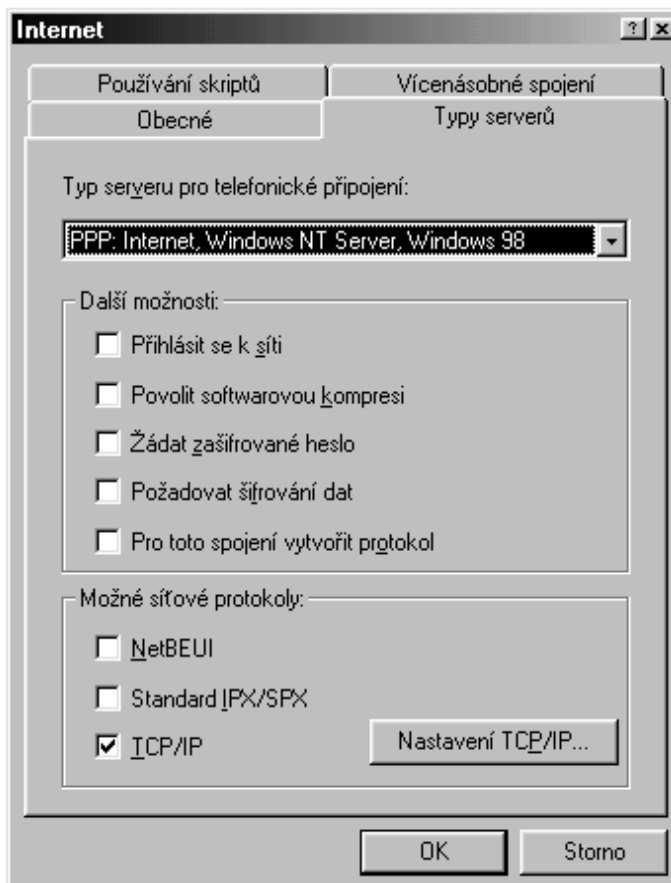 Internet
Používání skriptů
Vícenásobné spojení
Obecné
Typy serverů
Typ serveru pro telefonické připojení:
PPP: Internet, Windows NT Server, Windows 98
Další možnosti:
Přihlásit se k síti
Povolit softwarovou kompresi
Žádat zašifrované heslo
Požadovat šifrování dat
Pro toto spojení vytvořit protokol
Možné síťové protokoly:
NetBEUI
Standard IPX/SPX
TCP/IP
Nastavení TCP/IP...
OK
Storno